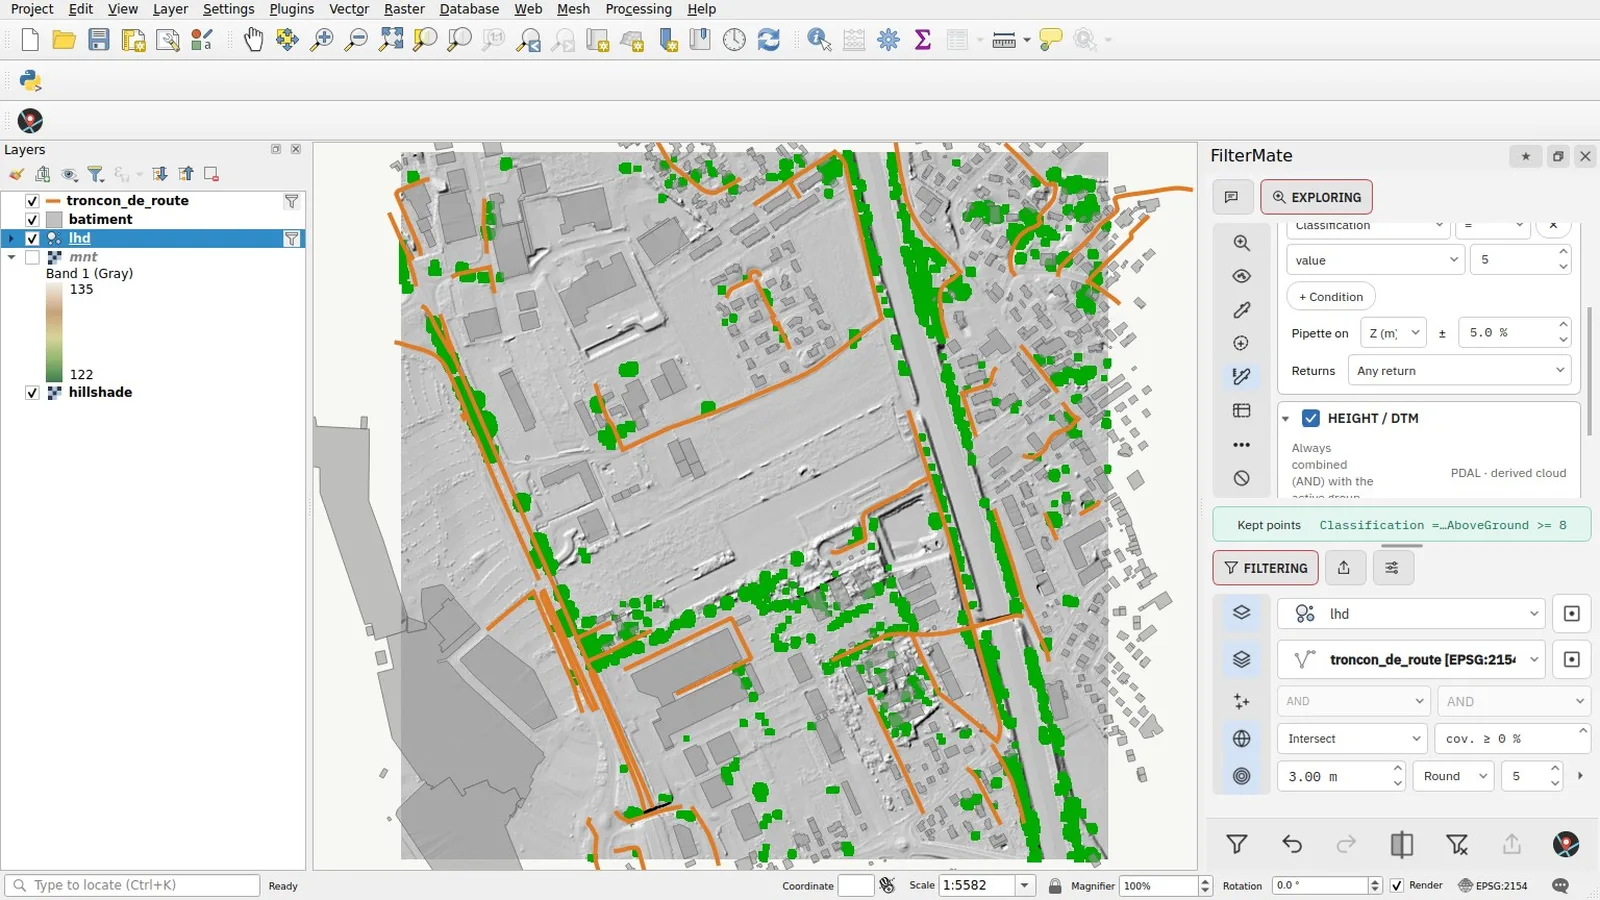 Project Edit View Layer Settings Plugins Vector Raster Database Web Mesh Processing Help
Layers
troncon_de_route
batiment
lhd
mnt
Band 1 (Gray)
135
122
hillshade
FilterMate
EXPLORING
Classification =
value 5
+ Condition
Pipette on Z (m) ± 5.0 %
Returns Any return
HEIGHT / DTM
Always
combined
(AND) with the
active group
PDAL · derived cloud
Kept points Classification =…AboveGround >= 8
FILTERING
lhd
troncon_de_route [EPSG:2154
AND AND
Intersect cov. ≥ 0 %
3.00 m Round 5
Type to locate (Ctrl+K) Ready Coordinate Scale 1:5582 Magnifier 100% Rotation 0.0 ° Render EPSG:2154